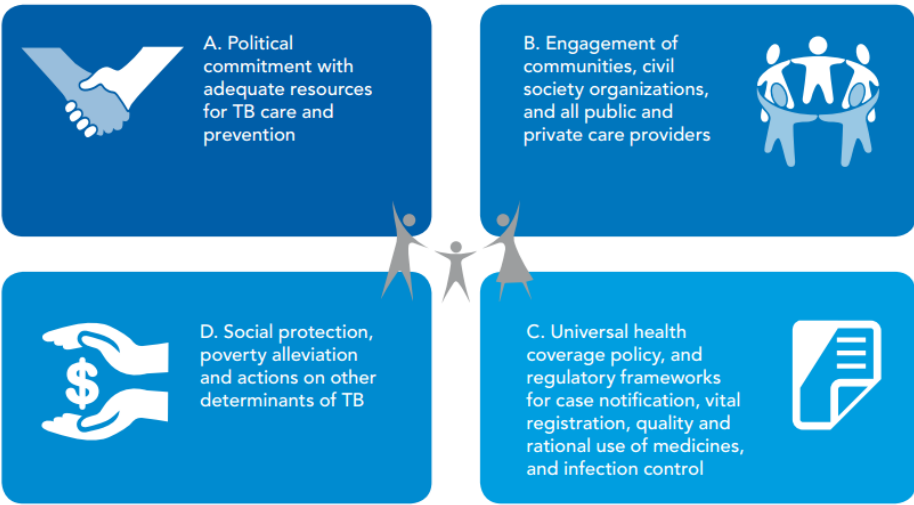 A. Political
commitment with
adequate resources
for TB care and
prevention
B. Engagement of
communities, civil
society organizations,
and all public and
private care providers
D. Social protection,
poverty alleviation
and actions on other
determinants of TB
$
C. Universal health
coverage policy, and
regulatory frameworks
for case notification, vital
registration, quality and
rational use of medicines,
and infection control